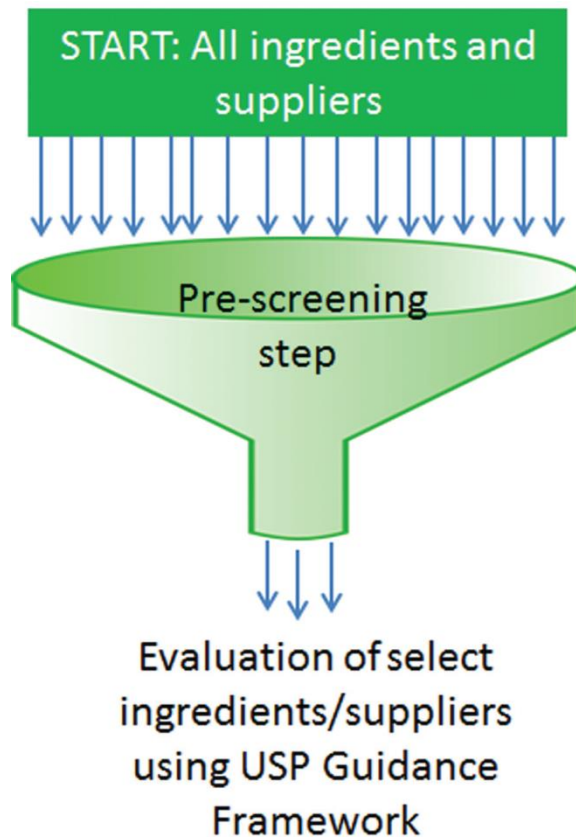 START: All ingredients and
suppliers
Pre-screening
step
Evaluation of select
ingredients/suppliers
using USP Guidance
Framework